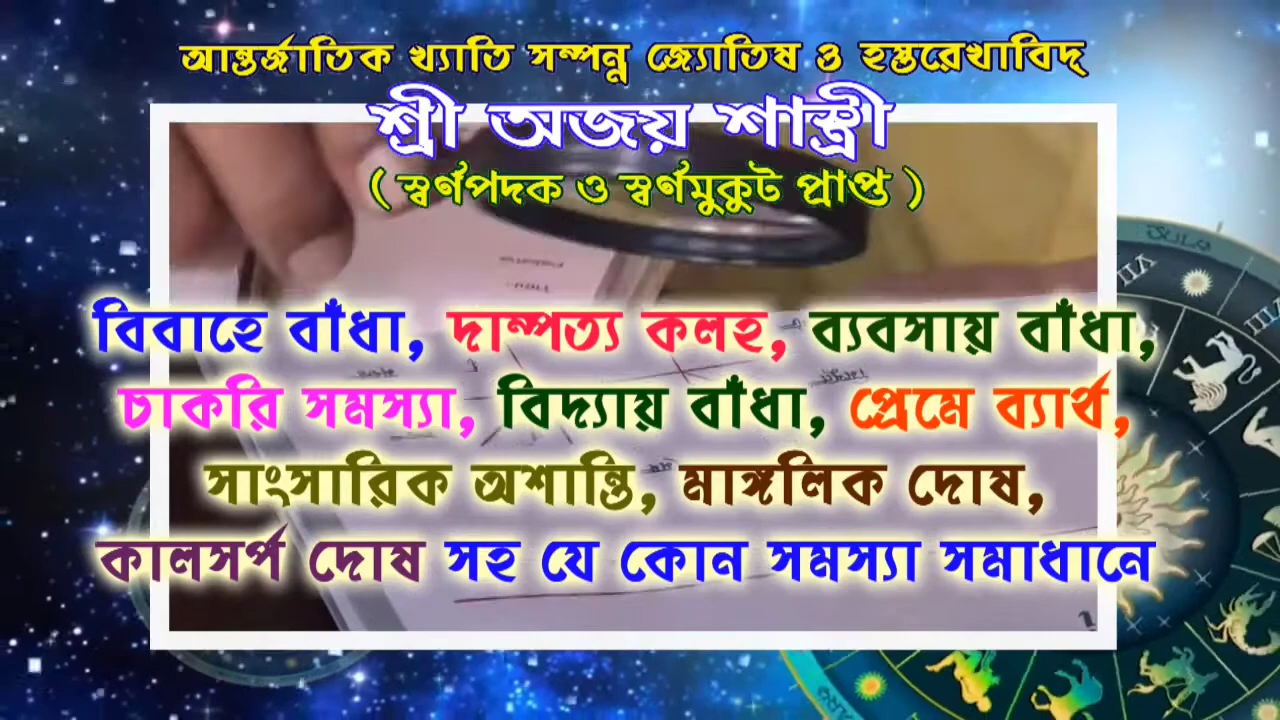 আন্তর্জাতিক খ্যাতি সম্পন্ন জ্যোতিষ ও হস্তরেখাবিদ্
শ্রী অজয় শাস্ত্রী
( স্বর্ণপদক ও স্বর্ণমুকুট প্রাপ্ত )
বিবাহে বাঁধা, দাম্পত্য কলহ, ব্যবসায় বাঁধা,
চাকরি সমস্যা, বিদ্যায় বাঁধা, প্রেমে ব্যার্থ,
সাংসারিক অশান্তি, মাঙ্গলিক দোষ,
কালসর্প দোষ সহ যে কোন সমস্যা সমাধানে